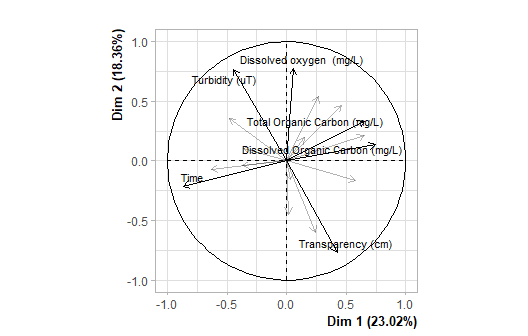 Dim 2 (18.36%)
1.0
0.5
0.0
-0.5
-1.0
Dissolved oxygen (mg/L)
Turbidity (uT)
Total Organic Carbon (mg/L)
Dissolved Organic Carbon (mg/L)
Time
Transparency (cm)
-1.0 -0.5 0.0 0.5 1.0
Dim 1 (23.02%)